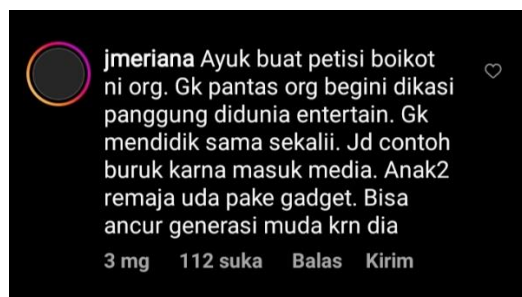 jmeriana Ayuk buat petisi boikot
ni org. Gk pantas org begini dikasi
panggung didunia entertain. Gk
mendidik sama sekalii. Jd contoh
buruk karna masuk media. Anak2
remaja uda pake gadget. Bisa
ancur generasi muda krn dia
3 mg 112 suka Balas Kirim